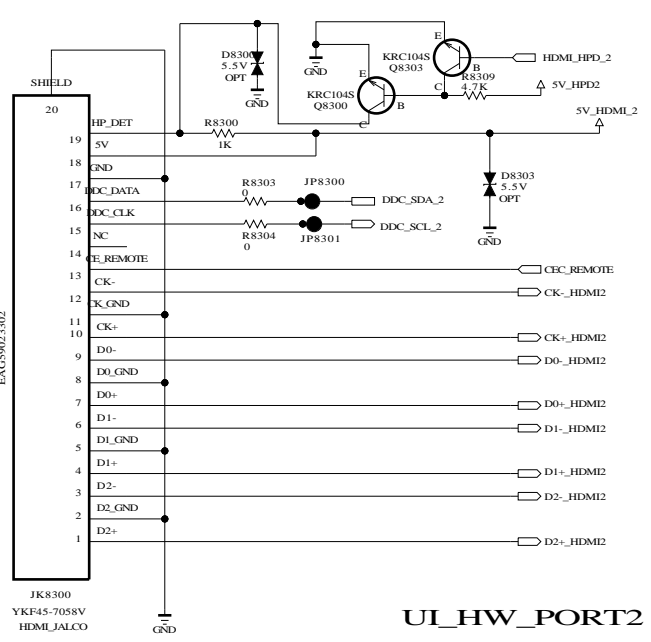 E
KRC104S
Q8303
B
C
HDMI_HPD_2
D8300
5.5V
OPT
GND
GND
E
KRC104S
Q8300
B
C
R8309
4.7K
5V_HPD2
5V_HDMI_2
SHIELD
20
HP_DET
19
R8300
1K
5V
18
GND
17
D8303
5.5V
OPT
GND
DDC_DATA
16
R8303
0
JP8300
DDC_SDA_2
DDC_CLK
15
R8304
0
JP8301
DDC_SCL_2
NC
14
CE_REMOTE
13
CEC_REMOTE
CK-
12
CK-_HDMI2
CK_GND
11
CK+
10
CK+_HDMI2
D0-
9
D0-_HDMI2
D0_GND
8
D0+
7
D0+_HDMI2
D1-
6
D1-_HDMI2
D1_GND
5
D1+
4
D1+_HDMI2
D2-
3
D2-_HDMI2
D2_GND
2
D2+
1
D2+_HDMI2
EAG59023302
JK8300
YKF45-7058V
HDMI_JALCO
GND
UI_HW_PORT2